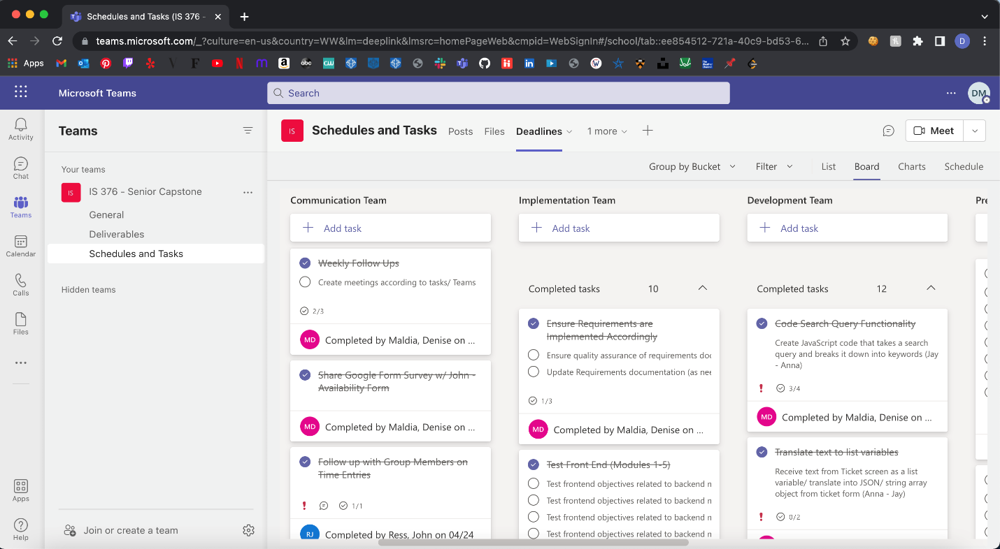 Schedules and Tasks (IS 376 -
teams.microsoft.com/_?culture=en-us&country=WW&lm=deeplink&lmsrc=homePageWeb&cmpid=WebSignIn#/school/tab:ee854512-721a-40c9-bd53-6...
D
Apps
abc
CW
Microsoft Teams
Search
DM
Activity
Chat
Teams
Calendar
Calls
Files
Apps
Help
Teams
Your teams
IS
IS 376 - Senior Capstone
General
Deliverables
Schedules and Tasks
Hidden teams
Join or create a team
IS
Schedules and Tasks
Posts
Files
Deadlines
1 more
Meet
Group by Bucket
Filter
List
Board
Charts
Schedule
Communication Team
Add task
Weekly Follow Ups
Create meetings according to tasks/ Teams
2/3
MD
Completed by Maldia, Denise on ...
Share Google Form Survey w/ John -
Availability Form
MD
Completed by Maldia, Denise on ...
Follow up with Group Members on
Time Entries
1/1
RJ
Completed by Ress, John on 04/24
Implementation Team
Add task
Completed tasks
10
Ensure Requirements are
Implemented Accordingly
Ensure quality assurance of requirements doc
Update Requirements documentation (as nee
1/3
MD
Completed by Maldia, Denise on ...
Test Front End (Modules 1-5)
Test frontend objectives related to backend m
Test frontend objectives related to backend m
Test frontend objectives related to backend m
Test frontend objectives related to backend m
Development Team
Add task
Completed tasks
12
Code Search Query Functionality
Create JavaScript code that takes a search
query and breaks it down into keywords (Jay
- Anna)
3/4
MD
Completed by Maldia, Denise on ...
Translate text to list variables
Receive text from Ticket screen as a list
variable/ translate into JSON/ string array
object from ticket form (Anna - Jay)
0/2
Pre